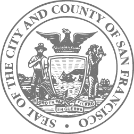 SEAL OF THE CITY AND COUNTY OF SAN FRANCISCO